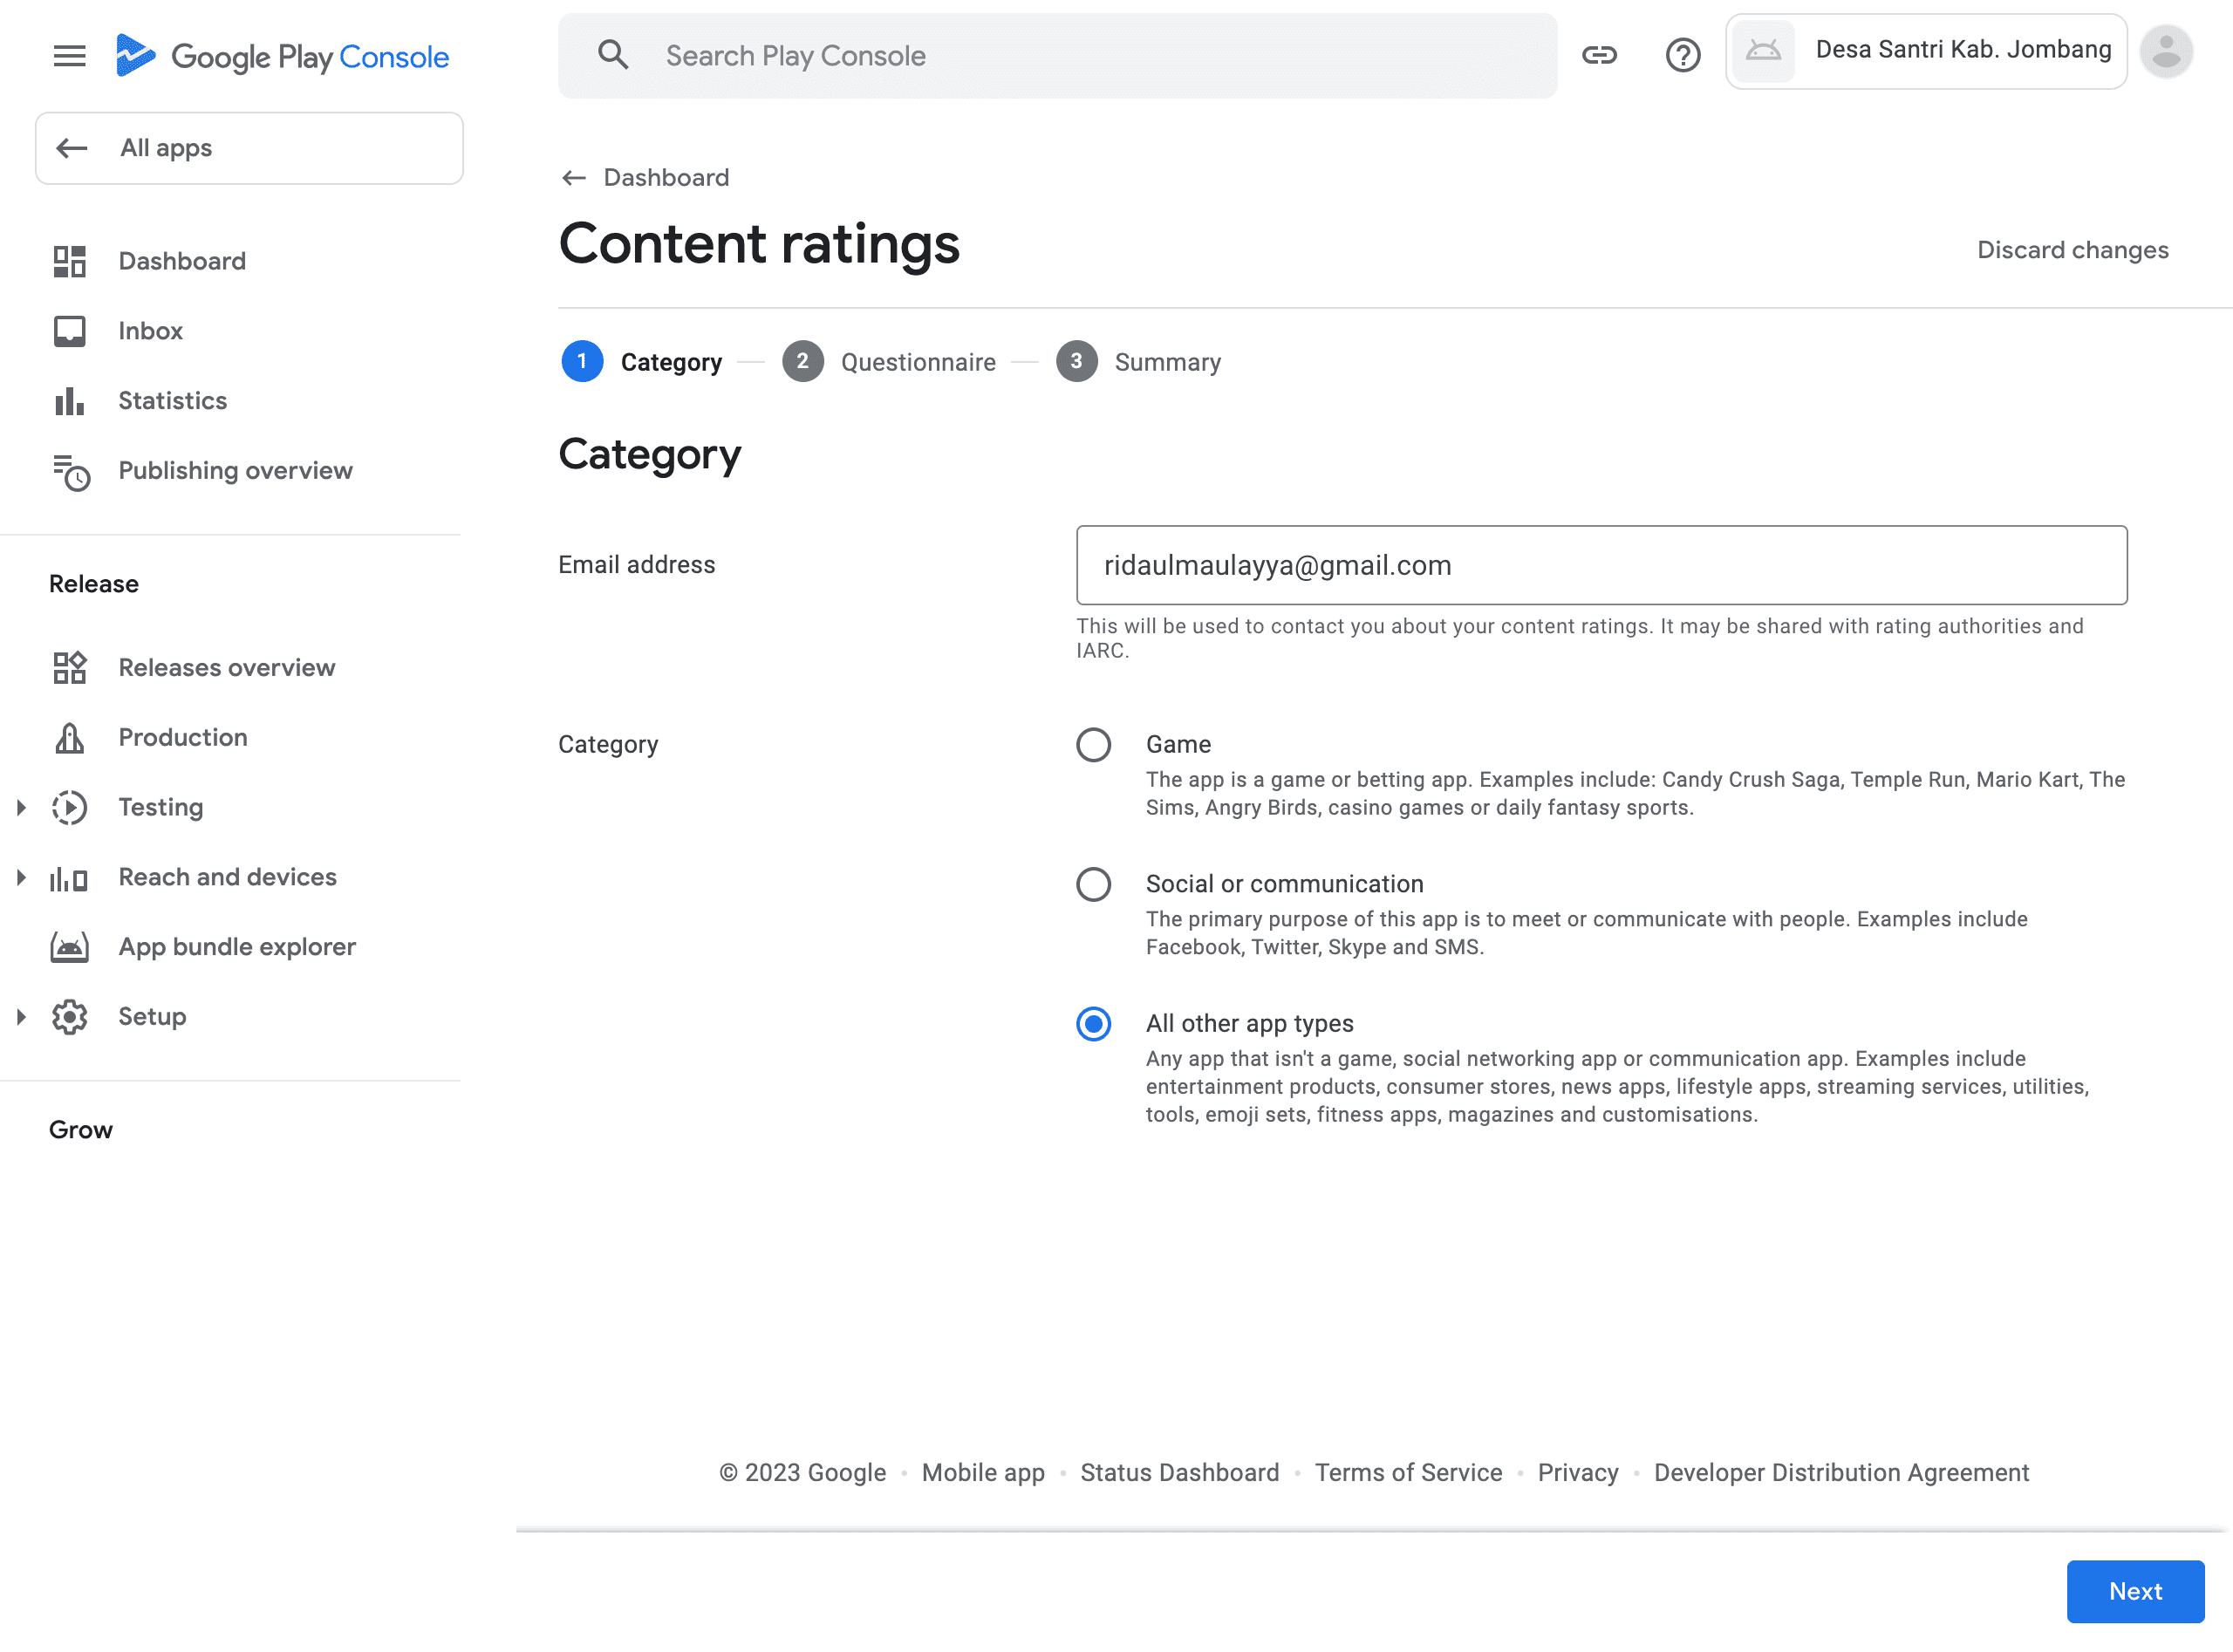 Google Play Console
Search Play Console
Desa Santri Kab. Jombang
All apps
Dashboard
Inbox
Statistics
Publishing overview
Release
Releases overview
Production
Testing
Reach and devices
App bundle explorer
Setup
Grow
Dashboard
Content ratings
Discard changes
1 Category
2 Questionnaire
3 Summary
Category
Email address
ridaulmaulayya@gmail.com
This will be used to contact you about your content ratings. It may be shared with rating authorities and
IARC.
Category
Game
The app is a game or betting app. Examples include: Candy Crush Saga, Temple Run, Mario Kart, The
Sims, Angry Birds, casino games or daily fantasy sports.
Social or communication
The primary purpose of this app is to meet or communicate with people. Examples include
Facebook, Twitter, Skype and SMS.
All other app types
Any app that isn't a game, social networking app or communication app. Examples include
entertainment products, consumer stores, news apps, lifestyle apps, streaming services, utilities,
tools, emoji sets, fitness apps, magazines and customisations.
© 2023 Google • Mobile app • Status Dashboard • Terms of Service • Privacy • Developer Distribution Agreement
Next